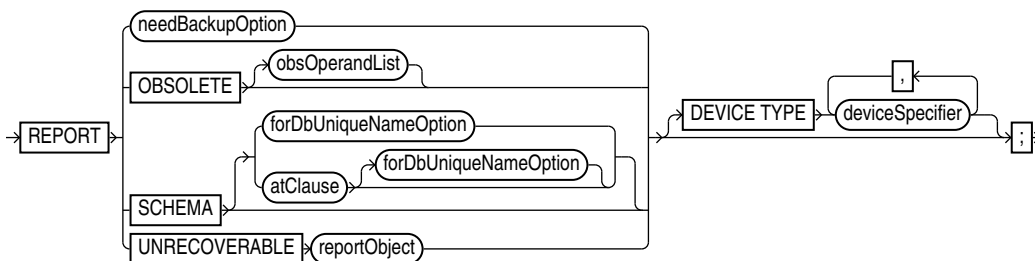 needBackupOption
obsOperandList
OBSOLETE
,
DEVICE TYPE deviceSpecifier
REPORT
forDbUniqueNameOption
;
forDbUniqueNameOption
atClause
SCHEMA
UNRECOVERABLE reportObject